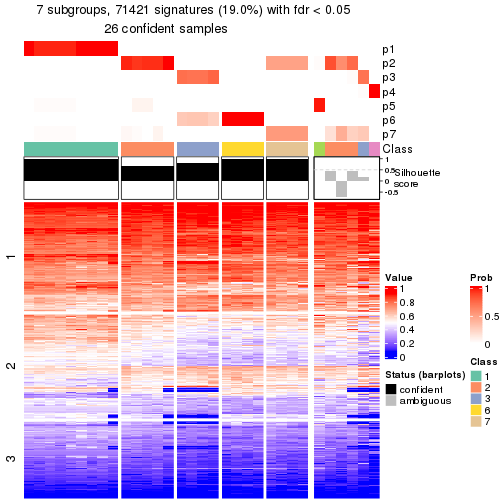 7 subgroups, 71421 signatures (19.0%) with fdr < 0.05
26 confident samples
p1
p2
p3
p4
p5
p6
p7
Class
1
0.5
0
-0.5
Silhouette
score
1
2
3
Value
1
0.8
0.6
0.4
0.2
0
Status (barplots)
confident
ambiguous
Prob
1
0.5
0
Class
1
2
3
6
7